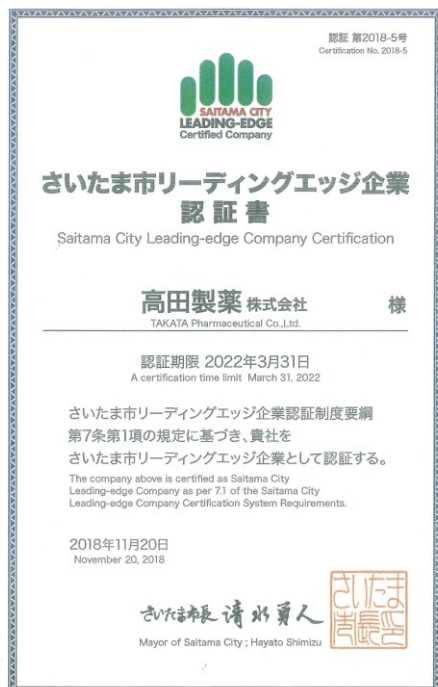 認証 第2018-5号
Certification No. 2018-5
SAITAMA CITY
LEADING-EDGE
Certified Company
さいたま市リーディングエッジ企業
認証書
Saitama City Leading-edge Company Certification
高田製薬 株式会社 様
TAKATA Pharmaceutical Co.,Ltd.
認証期限 2022年3月31日
A certification time limit March 31, 2022
さいたま市リーディングエッジ企業認証制度要綱
第7条第1項の規定に基づき、貴社を
さいたま市リーディングエッジ企業として認証する。
The company above is certified as Saitama City
Leading-edge Company as per 7.1 of the Saitama City
Leading-edge Company Certification System Requirements.
2018年11月20日
November 20, 2018
さいたま市長 清水勇人
さいたま市長印
Mayor of Saitama City ; Hayato Shimizu